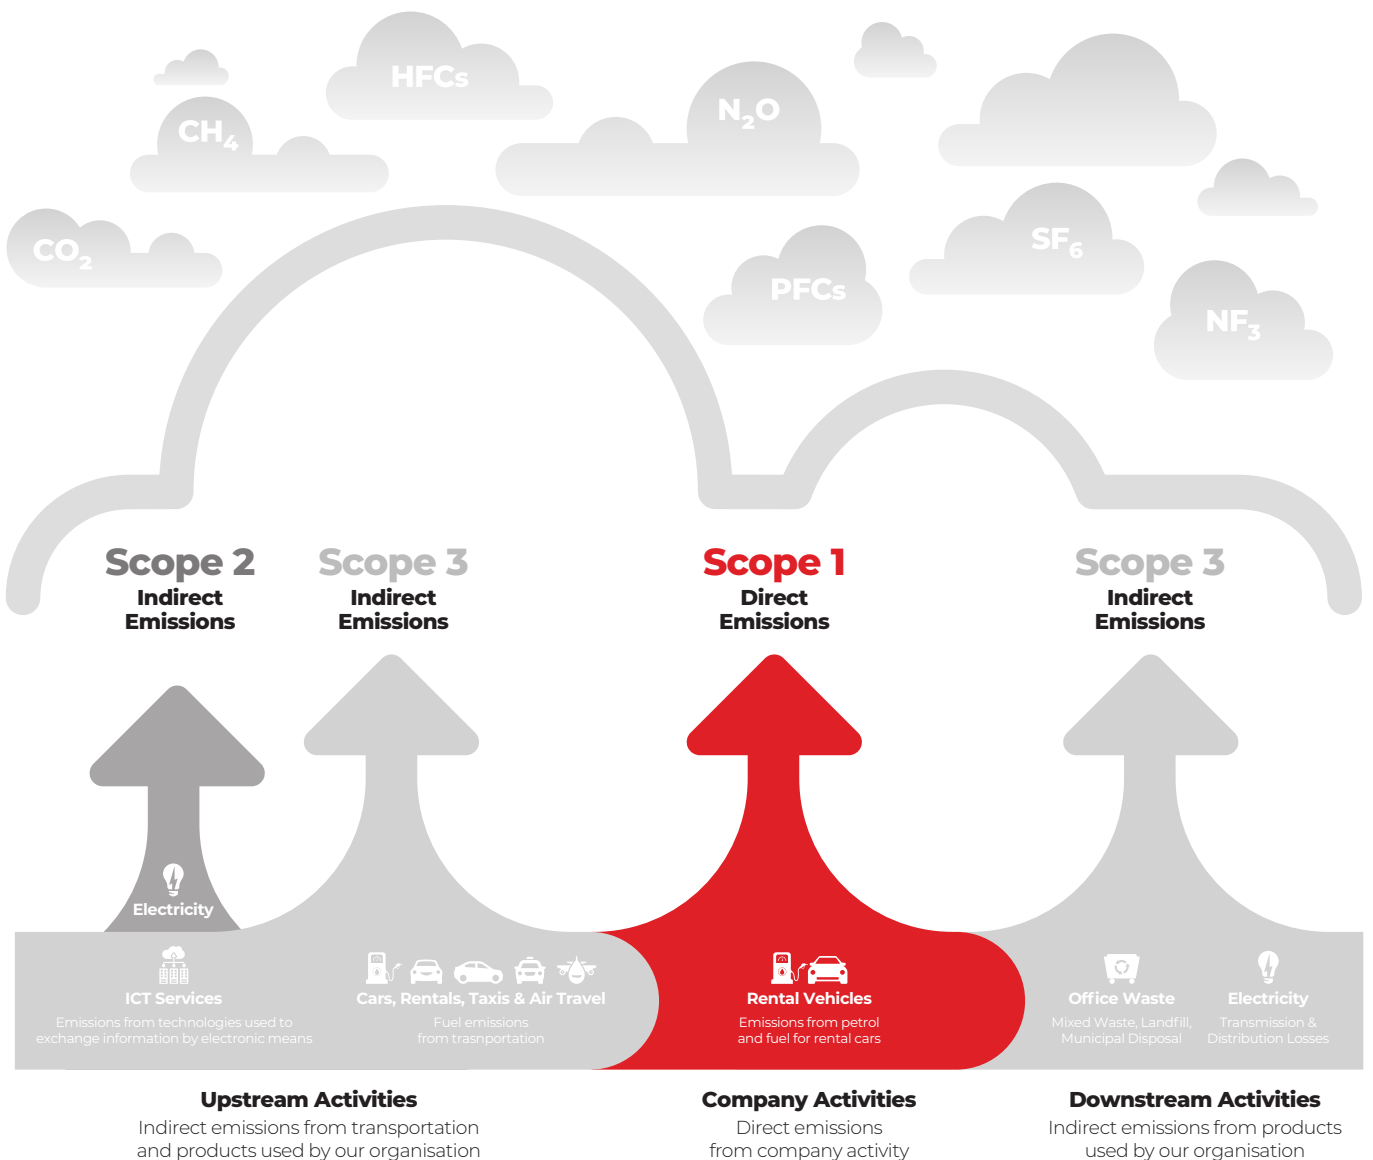 HFCs
CH₄
N₂O
CO₂
SF₆
PFCs
NF₃
Scope 2
Indirect
Emissions
Scope 3
Indirect
Emissions
Scope 1
Direct
Emissions
Scope 3
Indirect
Emissions
Electricity
ICT Services
Emissions from technologies used to
exchange information by electronic means
Cars, Rentals, Taxis & Air Travel
Fuel emissions
from trasnportation
Rental Vehicles
Emissions from petrol
and fuel for rental cars
Office Waste
Mixed Waste, Landfill,
Municipal Disposal
Electricity
Transmission &
Distribution Losses
Upstream Activities
Indirect emissions from transportation
and products used by our organisation
Company Activities
Direct emissions
from company activity
Downstream Activities
Indirect emissions from products
used by our organisation